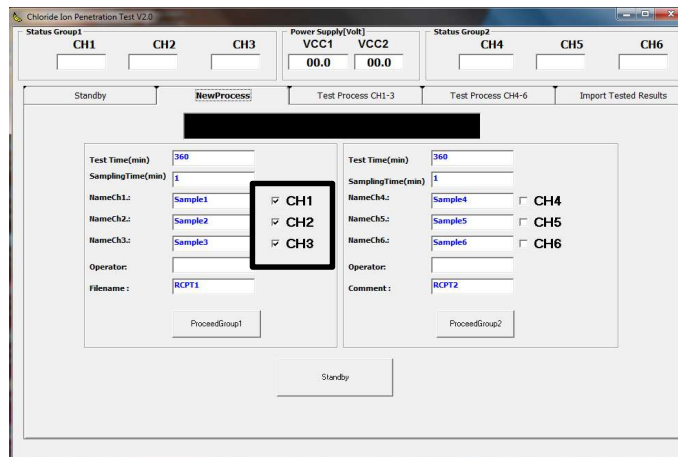 Chloride Ion Penetration Test V2.0
Status Group1
CH1 CH2 CH3
Power Supply[Volt]
VCC1 VCC2
00.0 00.0
Status Group2
CH4 CH5 CH6
Standby NewProcess Test Process CH1-3 Test Process CH4-6 Import Tested Results
Test Time(min) 360
SamplingTime(min) 1
NameCh1.: Sample1 CH1
NameCh2.: Sample2 CH2
NameCh3.: Sample3 CH3
Operator:
Filename : RCPT1
ProceedGroup1
Test Time(min) 360
SamplingTime(min) 1
NameCh4.: Sample4 CH4
NameCh5.: Sample5 CH5
NameCh6.: Sample6 CH6
Operator:
Comment : RCPT2
ProceedGroup2
Standby